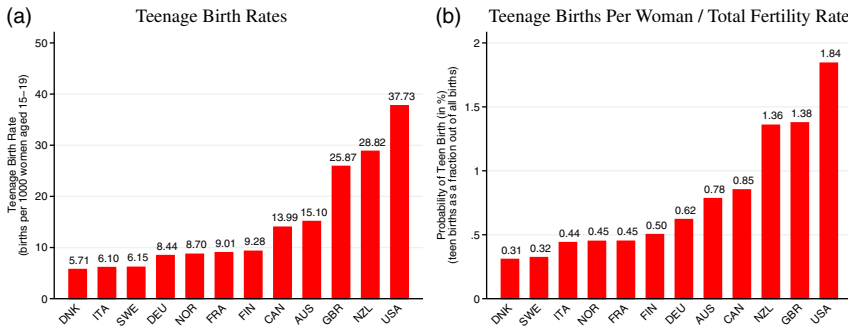 (a) Teenage Birth Rates
Teenage Birth Rate
(births per 1000 women aged 15–19)
50
40
30
20
10
0
5.71 6.10 6.15 8.44 8.70 9.01 9.28 13.99 15.10 25.87 28.82 37.73
DNK ITA SWE DEU NOR FRA FIN CAN AUS GBR NZL USA
(b) Teenage Births Per Woman / Total Fertility Rate
Probability of Teen Birth (in %)
(teen births as a fraction out of all births)
2
1.5
1
.5
0
0.31 0.32 0.44 0.45 0.45 0.50 0.62 0.78 0.85 1.36 1.38 1.84
DNK SWE ITA NOR FRA FIN DEU AUS CAN NZL GBR USA